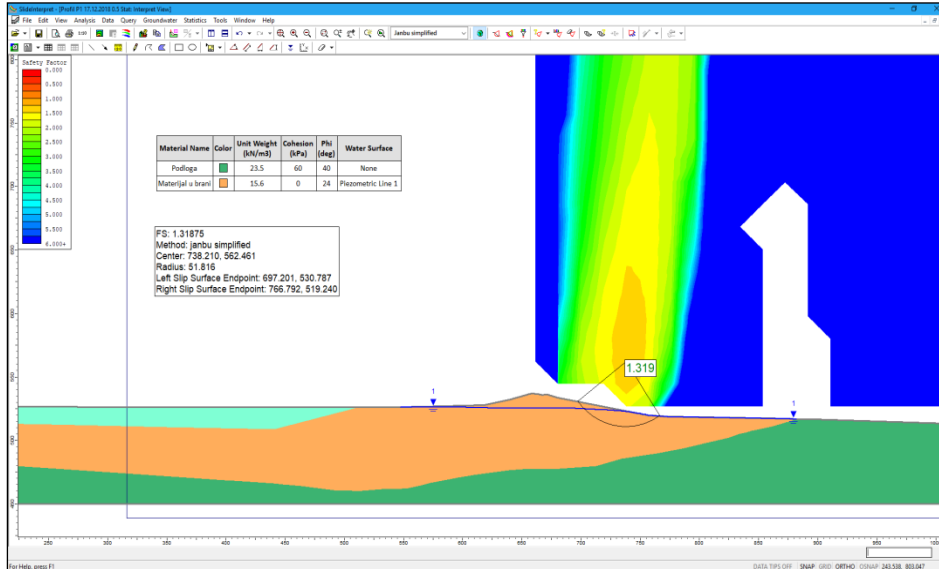 SlideInterpret - [Profil P1 17.12.2018 0.3 Stat. Interpret View]
File Edit View Analysis Data Query Groundwater Statistics Tools Window Help
Janbu simplified
Safety Factor
0.000
0.500
1.000
1.500
2.000
2.500
3.000
3.500
4.000
4.500
5.000
5.500
6.000+
Material Name Color Unit Weight (kN/m3) Cohesion (kPa) Phi (deg) Water Surface
Podloga 23.5 60 40 None
Materijal u brani 15.6 0 24 Piezometric Line 1
FS: 1.31875
Method: janbu simplified
Center: 738.210, 562.461
Radius: 51.816
Left Slip Surface Endpoint: 697.201, 530.787
Right Slip Surface Endpoint: 766.792, 519.240
1.319
1
1
250 300 350 400 450 500 550 600 650 700 750 800 850 900 950
For Help, press F1
DATA TIPS OFF SNAP GRID ORTHO OSNAP 243.538, 803.047